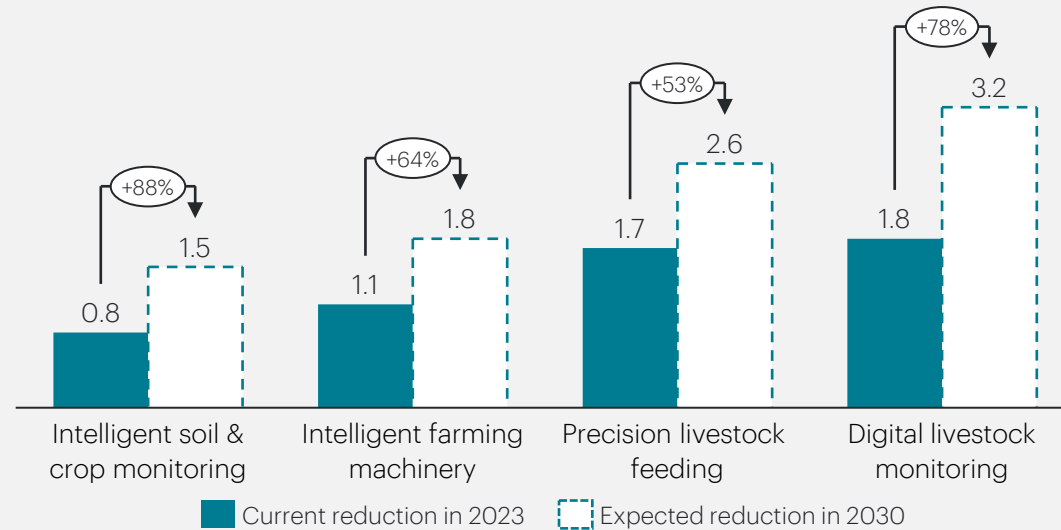 +88%
0.8
1.5
Intelligent soil &
crop monitoring
+64%
1.1
1.8
Intelligent farming
machinery
+53%
1.7
2.6
Precision livestock
feeding
+78%
1.8
3.2
Digital livestock
monitoring
Current reduction in 2023
Expected reduction in 2030